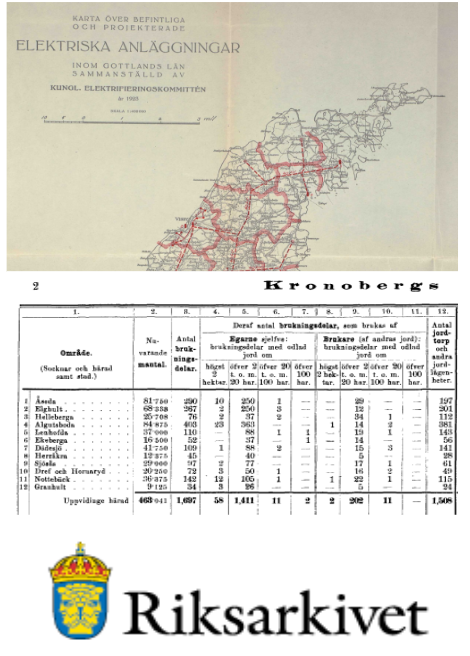 KARTA ÖVER BEFINTLIGA
OCH PROJEKTERADE
ELEKTRISKA ANLÄGGNINGAR
INOM GOTTLANDS LÄN
SAMMANSTÄLLD AV
KUNGL. ELEKTRIFIERINGSKOMMITTÉN
2 Kronobergs
1. 2. 3. 4. 5. 6. 7. 8. 9. 10. 11. 12.
Område.
(Socknar och härad
samt stad.)
Nu-
varande
mantal.
Antal
bruk-
nings-
delar.
Deraf antal brukningsdelar, som brukas af
Egarne sjelfve:
brukningsdelar med odlad
jord om
högst
2
hektar.
öfver 2
t. o. m.
20 har.
öfver 20
t. o. m.
100 har.
öfver
100
har.
Brukare (af andras jord):
brukningsdelar med odlad
jord om
högst
2 hek-
tar.
öfver 2
t. o. m.
20 har.
öfver 20
t. o. m.
100 har.
öfver
100
har.
Antal
jord-
torp
och
andra
jord-
lägen-
heter.
1 Åseda 81·750 290 10 250 1 — — 29 — — 197
2 Elghult 68·338 267 2 250 3 — — 12 — — 201
3 Helleberga 25·708 76 2 37 2 — — 34 1 — 112
4 Algutsboda 84·875 403 23 363 — — 1 14 2 — 381
5 Lenhofda 37·000 110 — 88 1 1 — 19 1 — 143
6 Ekeberga 16·500 52 — 37 — 1 — 14 — — 56
7 Dädesjö 41·750 109 1 88 2 — — 15 3 — 141
8 Herråkra 12·375 45 — 40 — — — 5 — — 28
9 Sjösås 29·000 97 2 77 — — — 17 1 — 61
10 Dref och Hornaryd 20·250 72 3 50 1 — — 16 2 — 49
11 Nottebäck 36·375 142 12 105 1 — 1 22 1 — 115
12 Granhult 9·125 34 3 26 — — — 5 — — 24
Uppvidinge härad 463·041 1,697 58 1,411 11 2 2 202 11 — 1,508
Riksarkivet